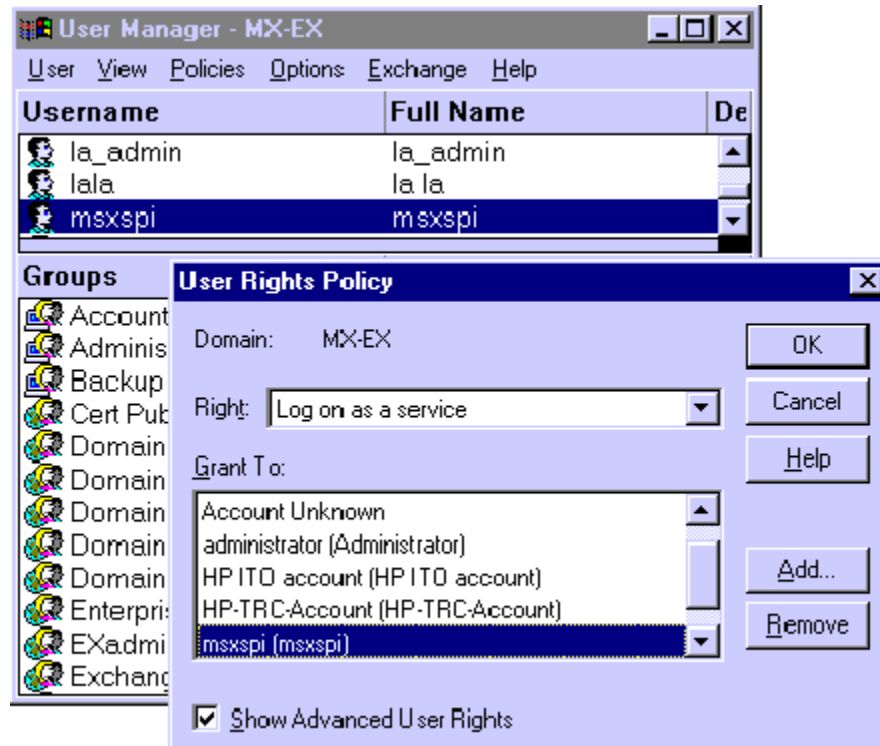 User Manager - MX-EX
User View Policies Options Exchange Help
Username Full Name De
la_admin la_admin
lala la la
msxspi msxspi
Groups
Account
Adminis
Backup
Cert Pub
Domain
Domain
Domain
Domain
Domain
Enterpri
EXadmi
Exchang
User Rights Policy
Domain: MX-EX
Right: Log on as a service
Grant To:
Account Unknown
administrator (Administrator)
HP ITO account (HP ITO account)
HP-TRC-Account (HP-TRC-Account)
msxspi (msxspi)
Show Advanced User Rights
OK
Cancel
Help
Add...
Remove